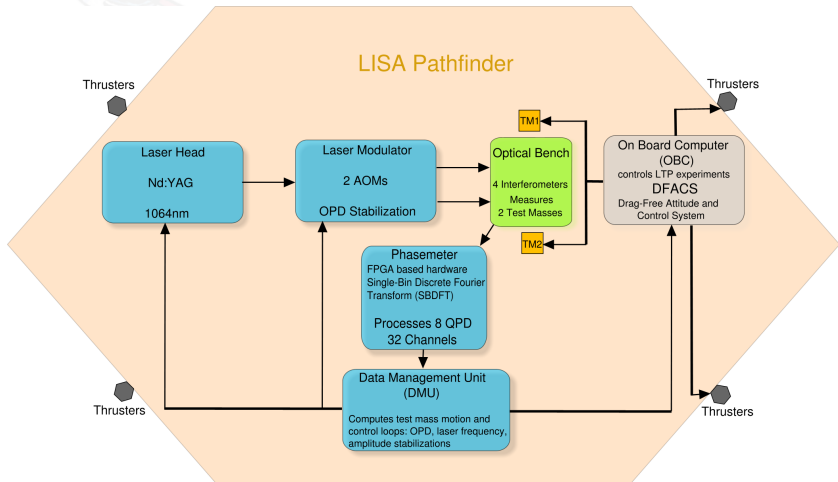 LISA Pathfinder
Thrusters
Thrusters
Laser Head
Nd:YAG
1064nm
Laser Modulator
2 AOMs
OPD Stabilization
TM1
Optical Bench
4 Interferometers
Measures
2 Test Masses
TM2
On Board Computer
(OBC)
controls LTP experiments
DFACS
Drag-Free Attitude and
Control System
Phasemeter
FPGA based hardware
Single-Bin Discrete Fourier
Transform (SBDFT)
Processes 8 QPD
32 Channels
Data Management Unit
(DMU)
Computes test mass motion and
control loops: OPD, laser frequency,
amplitude stabilizations
Thrusters
Thrusters